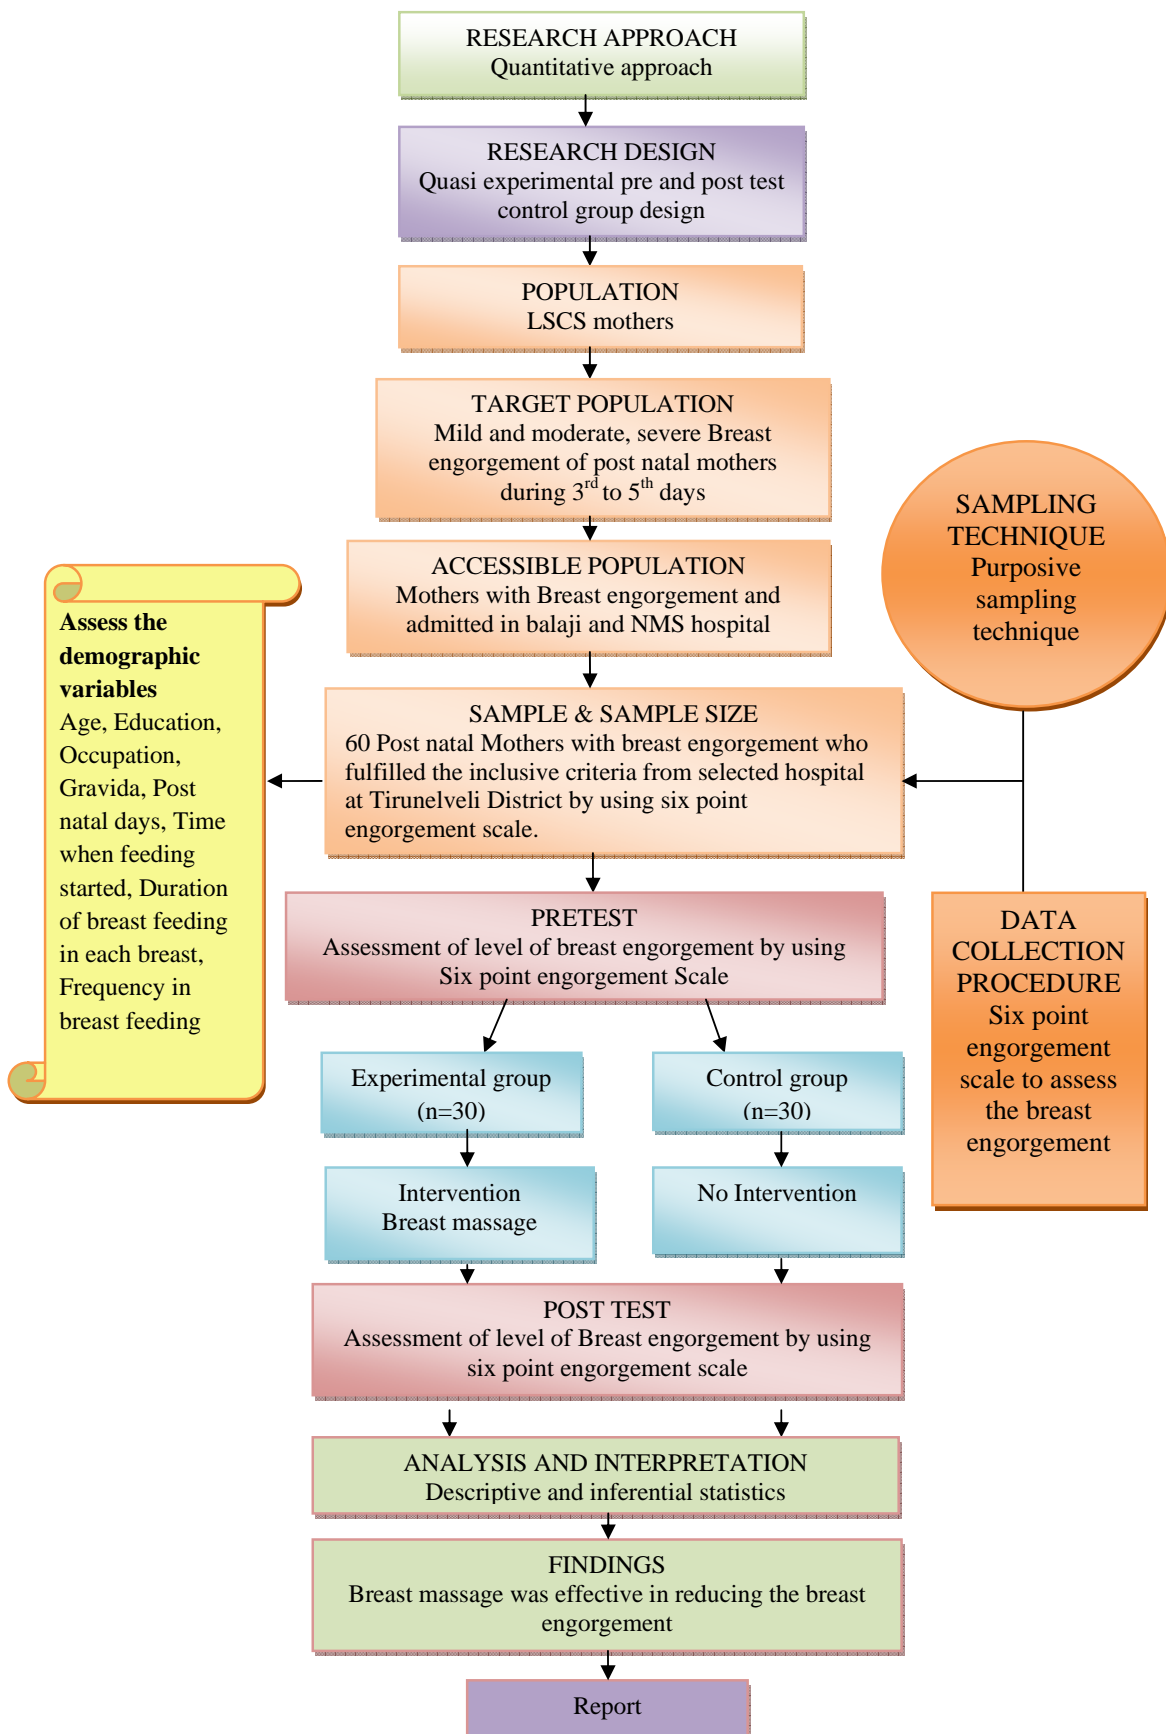 RESEARCH APPROACH
Quantitative approach
RESEARCH DESIGN
Quasi experimental pre and post test
control group design
POPULATION
LSCS mothers
TARGET POPULATION
Mild and moderate, severe Breast
engorgement of post natal mothers
during 3rd to 5th days
ACCESSIBLE POPULATION
Mothers with Breast engorgement and
admitted in balaji and NMS hospital
SAMPLING
TECHNIQUE
Purposive
sampling
technique
Assess the
demographic
variables
Age, Education,
Occupation,
Gravida, Post
natal days, Time
when feeding
started, Duration
of breast feeding
in each breast,
Frequency in
breast feeding
SAMPLE & SAMPLE SIZE
60 Post natal Mothers with breast engorgement who
fulfilled the inclusive criteria from selected hospital
at Tirunelveli District by using six point
engorgement scale.
PRETEST
Assessment of level of breast engorgement by using
Six point engorgement Scale
DATA
COLLECTION
PROCEDURE
Six point
engorgement
scale to assess
the breast
engorgement
Experimental group
(n=30)
Control group
(n=30)
Intervention
Breast massage
No Intervention
POST TEST
Assessment of level of Breast engorgement by using
six point engorgement scale
ANALYSIS AND INTERPRETATION
Descriptive and inferential statistics
FINDINGS
Breast massage was effective in reducing the breast
engorgement
Report